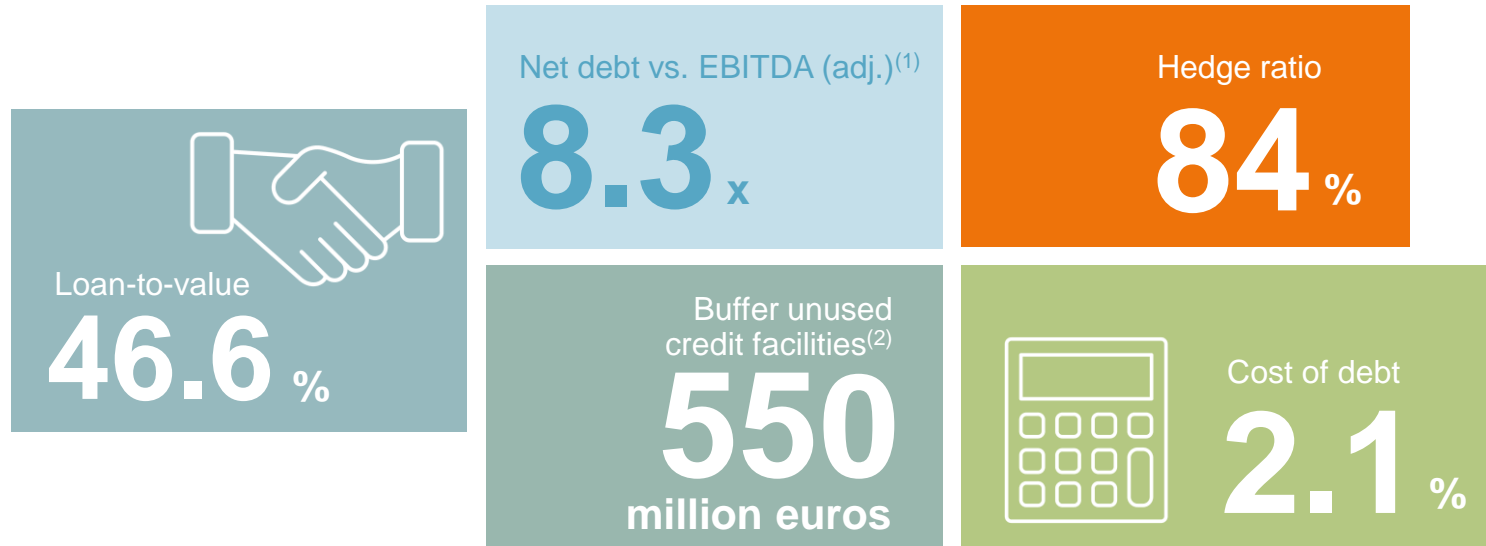 Loan-to-value
46.6 %
Net debt vs. EBITDA (adj.)(1)
8.3 x
Hedge ratio
84 %
Buffer unused
credit facilities(2)
550
million euros
Cost of debt
2.1 %